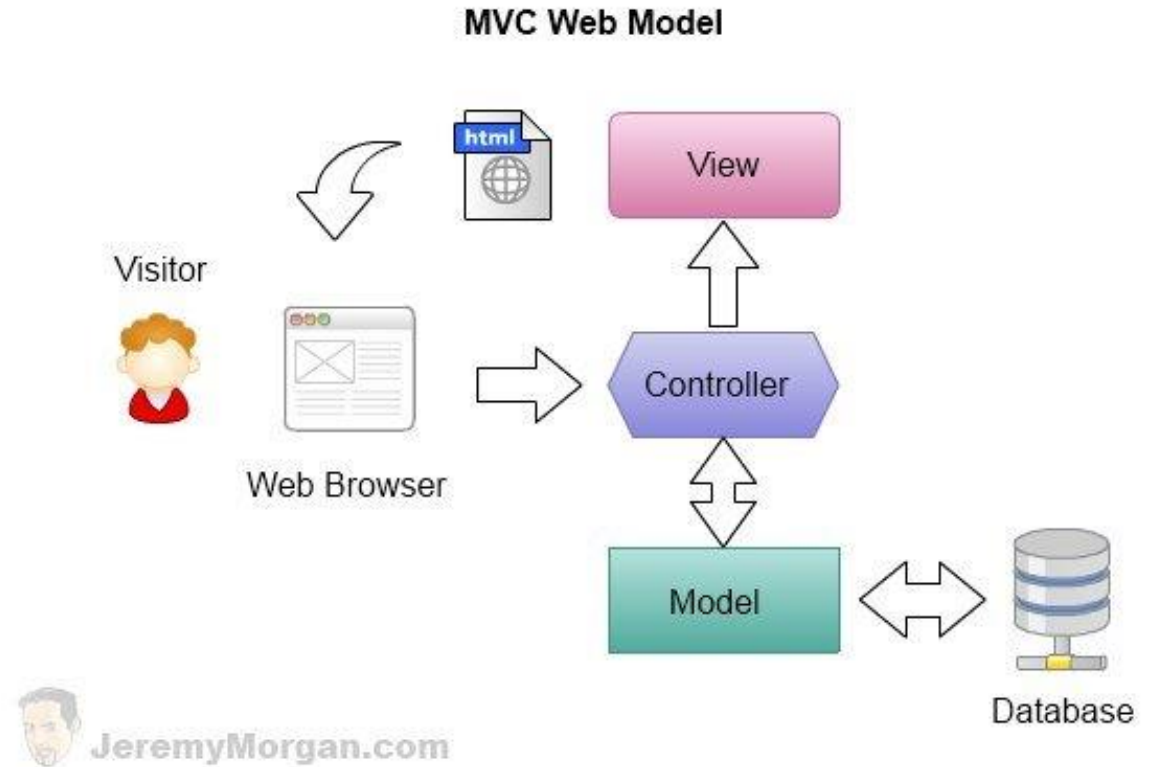 MVC Web Model
html
View
Visitor
Controller
Web Browser
Model
Database
JeremyMorgan.com